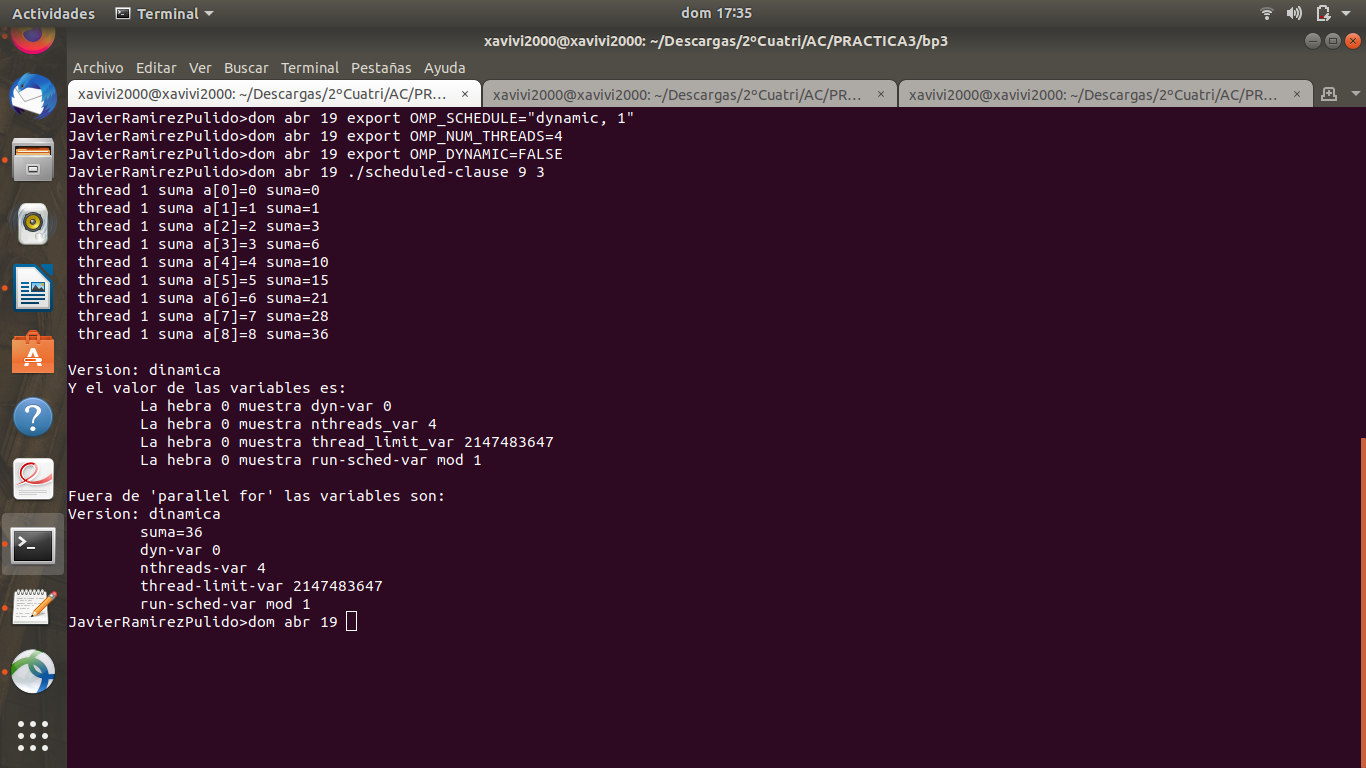 Actividades Terminal dom 17:35
xavivi2000@xavivi2000: ~/Descargas/2ºCuatri/AC/PRACTICA3/bp3
Archivo Editar Ver Buscar Terminal Pestañas Ayuda
xavivi2000@xavivi2000: ~/Descargas/2ºCuatri/AC/PR... × xavivi2000@xavivi2000: ~/Descargas/2ºCuatri/AC/PR... × xavivi2000@xavivi2000: ~/Descargas/2ºCuatri/AC/PR... ×
JavierRamirezPulido>dom abr 19 export OMP_SCHEDULE="dynamic, 1"
JavierRamirezPulido>dom abr 19 export OMP_NUM_THREADS=4
JavierRamirezPulido>dom abr 19 export OMP_DYNAMIC=FALSE
JavierRamirezPulido>dom abr 19 ./scheduled-clause 9 3
thread 1 suma a[0]=0 suma=0
thread 1 suma a[1]=1 suma=1
thread 1 suma a[2]=2 suma=3
thread 1 suma a[3]=3 suma=6
thread 1 suma a[4]=4 suma=10
thread 1 suma a[5]=5 suma=15
thread 1 suma a[6]=6 suma=21
thread 1 suma a[7]=7 suma=28
thread 1 suma a[8]=8 suma=36
Version: dinamica
Y el valor de las variables es:
La hebra 0 muestra dyn-var 0
La hebra 0 muestra nthreads_var 4
La hebra 0 muestra thread_limit_var 2147483647
La hebra 0 muestra run-sched-var mod 1
Fuera de 'parallel for' las variables son:
Version: dinamica
suma=36
dyn-var 0
nthreads-var 4
thread-limit-var 2147483647
run-sched-var mod 1
JavierRamirezPulido>dom abr 19